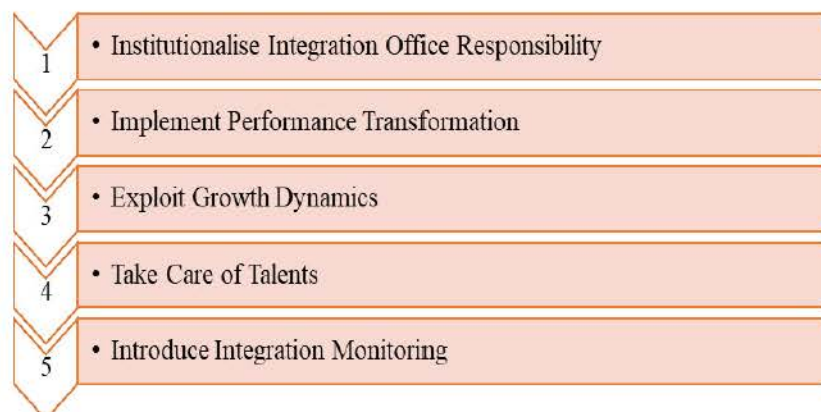 1 • Institutionalise Integration Office Responsibility
2 • Implement Performance Transformation
3 • Exploit Growth Dynamics
4 • Take Care of Talents
5 • Introduce Integration Monitoring